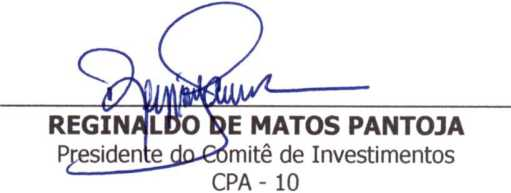 REGINALDO DE MATOS PANTOJA
Presidente do Comitê de Investimentos
CPA - 10